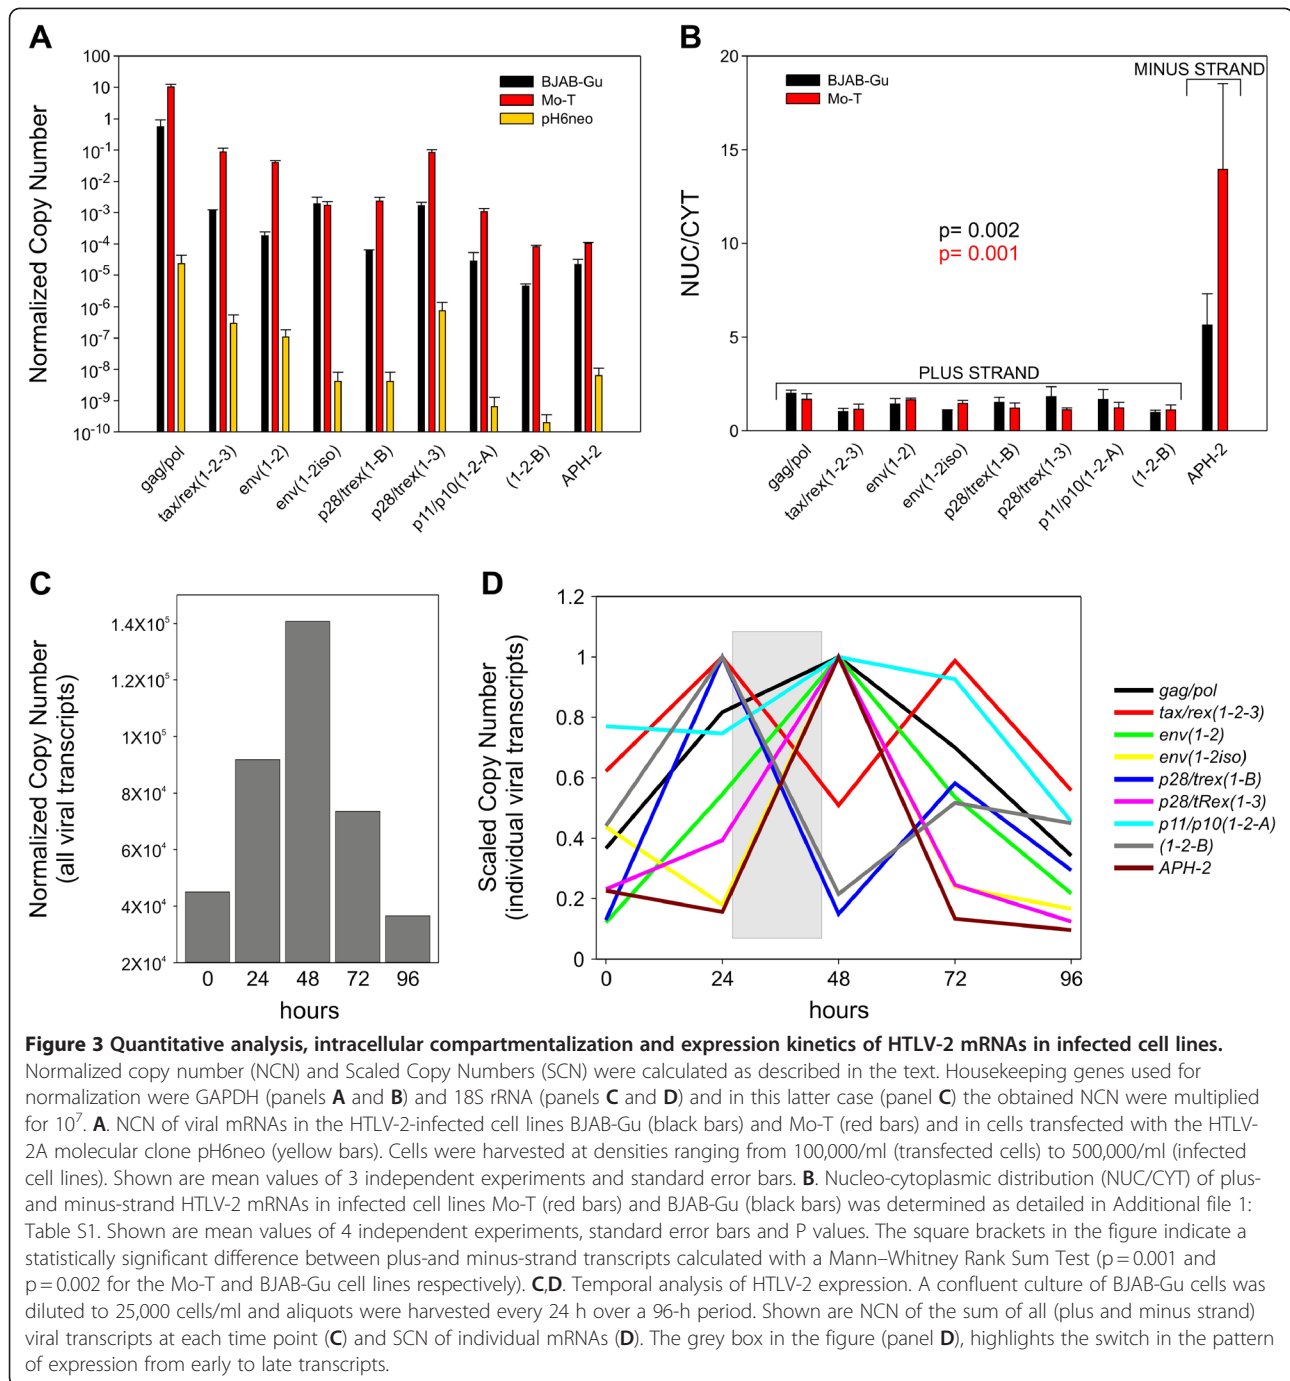 A
100
10
1
10-1
10-2
10-3
10-4
10-5
10-6
10-7
10-8
10-9
10-10
Normalized Copy Number
BJAB-Gu
Mo-T
pH6neo
gag/pol
tax/rex(1-2-3)
env(1-2)
env(1-2iso)
p28/trex(1-B)
p28/trex(1-3)
p11/p10(1-2-A)
(1-2-B)
APH-2
B
20
15
10
5
0
NUC/CYT
BJAB-Gu
Mo-T
MINUS STRAND
p= 0.002
p= 0.001
PLUS STRAND
gag/pol
tax/rex(1-2-3)
env(1-2)
env(1-2iso)
p28/trex(1-B)
p28/trex(1-3)
p11/p10(1-2-A)
(1-2-B)
APH-2
C
Normalized Copy Number
(all viral transcripts)
1.4X10⁵
1.2X10⁵
1X10⁵
8X10⁴
6X10⁴
4X10⁴
2X10⁴
0 24 48 72 96
hours
D
Scaled Copy Number
(individual viral transcripts)
1.2
1
0.8
0.6
0.4
0.2
0
0 24 48 72 96
hours
gag/pol
tax/rex(1-2-3)
env(1-2)
env(1-2iso)
p28/trex(1-B)
p28/tRex(1-3)
p11/p10(1-2-A)
(1-2-B)
APH-2
Figure 3 Quantitative analysis, intracellular compartmentalization and expression kinetics of HTLV-2 mRNAs in infected cell lines.
Normalized copy number (NCN) and Scaled Copy Numbers (SCN) were calculated as described in the text. Housekeeping genes used for
normalization were GAPDH (panels A and B) and 18S rRNA (panels C and D) and in this latter case (panel C) the obtained NCN were multiplied
for 10⁷. A. NCN of viral mRNAs in the HTLV-2-infected cell lines BJAB-Gu (black bars) and Mo-T (red bars) and in cells transfected with the HTLV-
2A molecular clone pH6neo (yellow bars). Cells were harvested at densities ranging from 100,000/ml (transfected cells) to 500,000/ml (infected
cell lines). Shown are mean values of 3 independent experiments and standard error bars. B. Nucleo-cytoplasmic distribution (NUC/CYT) of plus-
and minus-strand HTLV-2 mRNAs in infected cell lines Mo-T (red bars) and BJAB-Gu (black bars) was determined as detailed in Additional file 1:
Table S1. Shown are mean values of 4 independent experiments, standard error bars and P values. The square brackets in the figure indicate a
statistically significant difference between plus-and minus-strand transcripts calculated with a Mann–Whitney Rank Sum Test (p = 0.001 and
p = 0.002 for the Mo-T and BJAB-Gu cell lines respectively). C,D. Temporal analysis of HTLV-2 expression. A confluent culture of BJAB-Gu cells was
diluted to 25,000 cells/ml and aliquots were harvested every 24 h over a 96-h period. Shown are NCN of the sum of all (plus and minus strand)
viral transcripts at each time point (C) and SCN of individual mRNAs (D). The grey box in the figure (panel D), highlights the switch in the pattern
of expression from early to late transcripts.